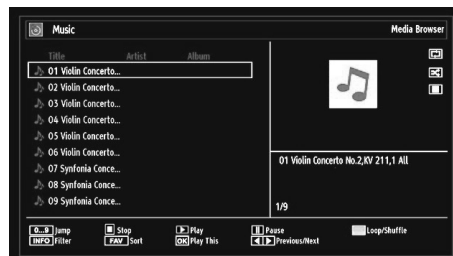 Music Media Browser
Title Artist Album
01 Violin Concerto...
02 Violin Concerto...
03 Violin Concerto...
04 Violin Concerto...
05 Violin Concerto...
06 Violin Concerto...
07 Synfonia Conce...
08 Synfonia Conce...
09 Synfonia Conce...
01 Violin Concerto No.2,KV 211,1 All
1/9
0...9 Jump Stop Play Pause Loop/Shuffle
INFO Filter FAV Sort OK Play This Previous/Next